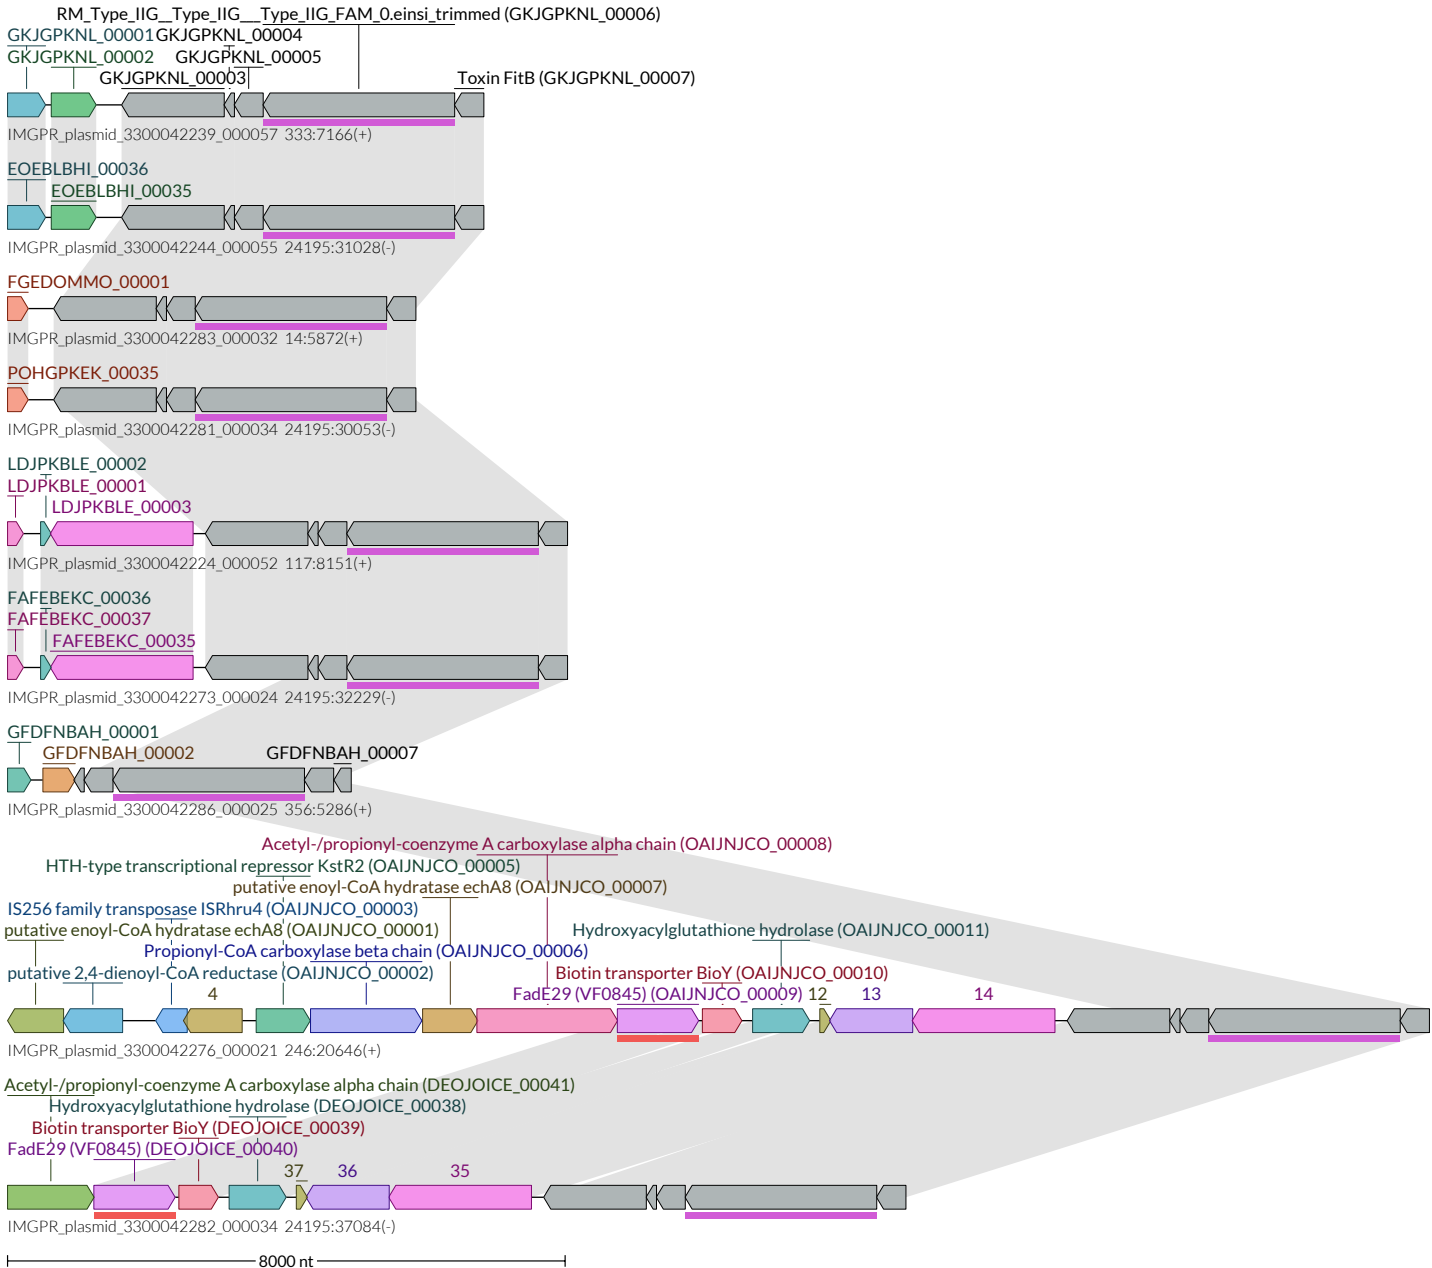 RM_Type_IIG__Type_IIG___Type_IIG_FAM_0.einsi_trimmed (GKJGPKNL_00006)
GKJGPKNL_00001 GKJGPKNL_00004
GKJGPKNL_00002 GKJGPKNL_00005
GKJGPKNL_00003 Toxin FitB (GKJGPKNL_00007)
IMGPR_plasmid_3300042239_000057 333:7166(+)
EOEBLBHI_00036
EOEBLBHI_00035
IMGPR_plasmid_3300042244_000055 24195:31028(-)
FGEDOMMO_00001
IMGPR_plasmid_3300042283_000032 14:5872(+)
POHGPKEK_00035
IMGPR_plasmid_3300042281_000034 24195:30053(-)
LDJPKBLE_00002
LDJPKBLE_00001
LDJPKBLE_00003
IMGPR_plasmid_3300042224_000052 117:8151(+)
FAFEBEKC_00036
FAFEBEKC_00037
FAFEBEKC_00035
IMGPR_plasmid_3300042273_000024 24195:32229(-)
GFDFNBAH_00001
GFDFNBAH_00002 GFDFNBAH_00007
IMGPR_plasmid_3300042286_000025 356:5286(+)
Acetyl-/propionyl-coenzyme A carboxylase alpha chain (OAIJNJCO_00008)
HTH-type transcriptional repressor KstR2 (OAIJNJCO_00005)
putative enoyl-CoA hydratase echA8 (OAIJNJCO_00007)
IS256 family transposase ISRhru4 (OAIJNJCO_00003)
putative enoyl-CoA hydratase echA8 (OAIJNJCO_00001) Hydroxyacylglutathione hydrolase (OAIJNJCO_00011)
Propionyl-CoA carboxylase beta chain (OAIJNJCO_00006)
putative 2,4-dienoyl-CoA reductase (OAIJNJCO_00002) Biotin transporter BioY (OAIJNJCO_00010)
4 FadE29 (VF0845) (OAIJNJCO_00009) 12 13 14
IMGPR_plasmid_3300042276_000021 246:20646(+)
Acetyl-/propionyl-coenzyme A carboxylase alpha chain (DEOJOICE_00041)
Hydroxyacylglutathione hydrolase (DEOJOICE_00038)
Biotin transporter BioY (DEOJOICE_00039)
FadE29 (VF0845) (DEOJOICE_00040)
37 36 35
IMGPR_plasmid_3300042282_000034 24195:37084(-)
8000 nt